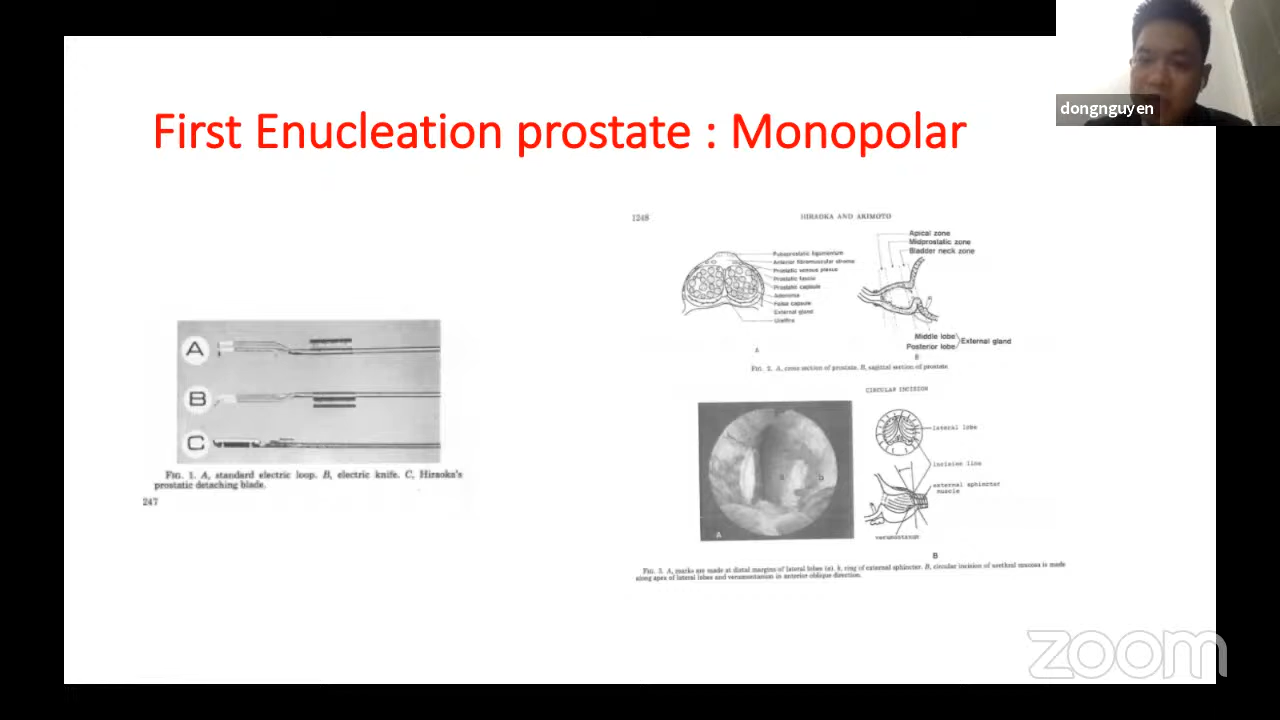 dongnguyen
First Enucleation prostate : Monopolar
1248
HIRAOKA AND AKIMOTO
Puboprostatic ligamentum
Anterior fibromuscular stroma
Prostatic venous plexus
Prostatic fascia
Prostatic capsule
Adenoma
False capsule
External gland
Urethra
A
Apical zone
Midprostatic zone
Bladder neck zone
Middle lobe
Posterior lobe
External gland
B
FIG. 2. A, cross section of prostate. B, sagittal section of prostate
A
B
C
FIG. 1. A, standard electric loop. B, electric knife. C, Hiraoka's
prostatic detaching blade.
247
CIRCULAR INCISION
a
b
A
lateral lobe
incision line
external sphincter
muscle
verumontanum
B
FIG. 3. A, marks are made at distal margins of lateral lobes (a). b, ring of external sphincter. B, circular incision of urethral mucosa is made
along apex of lateral lobes and verumontanum in anterior oblique direction.
zoom